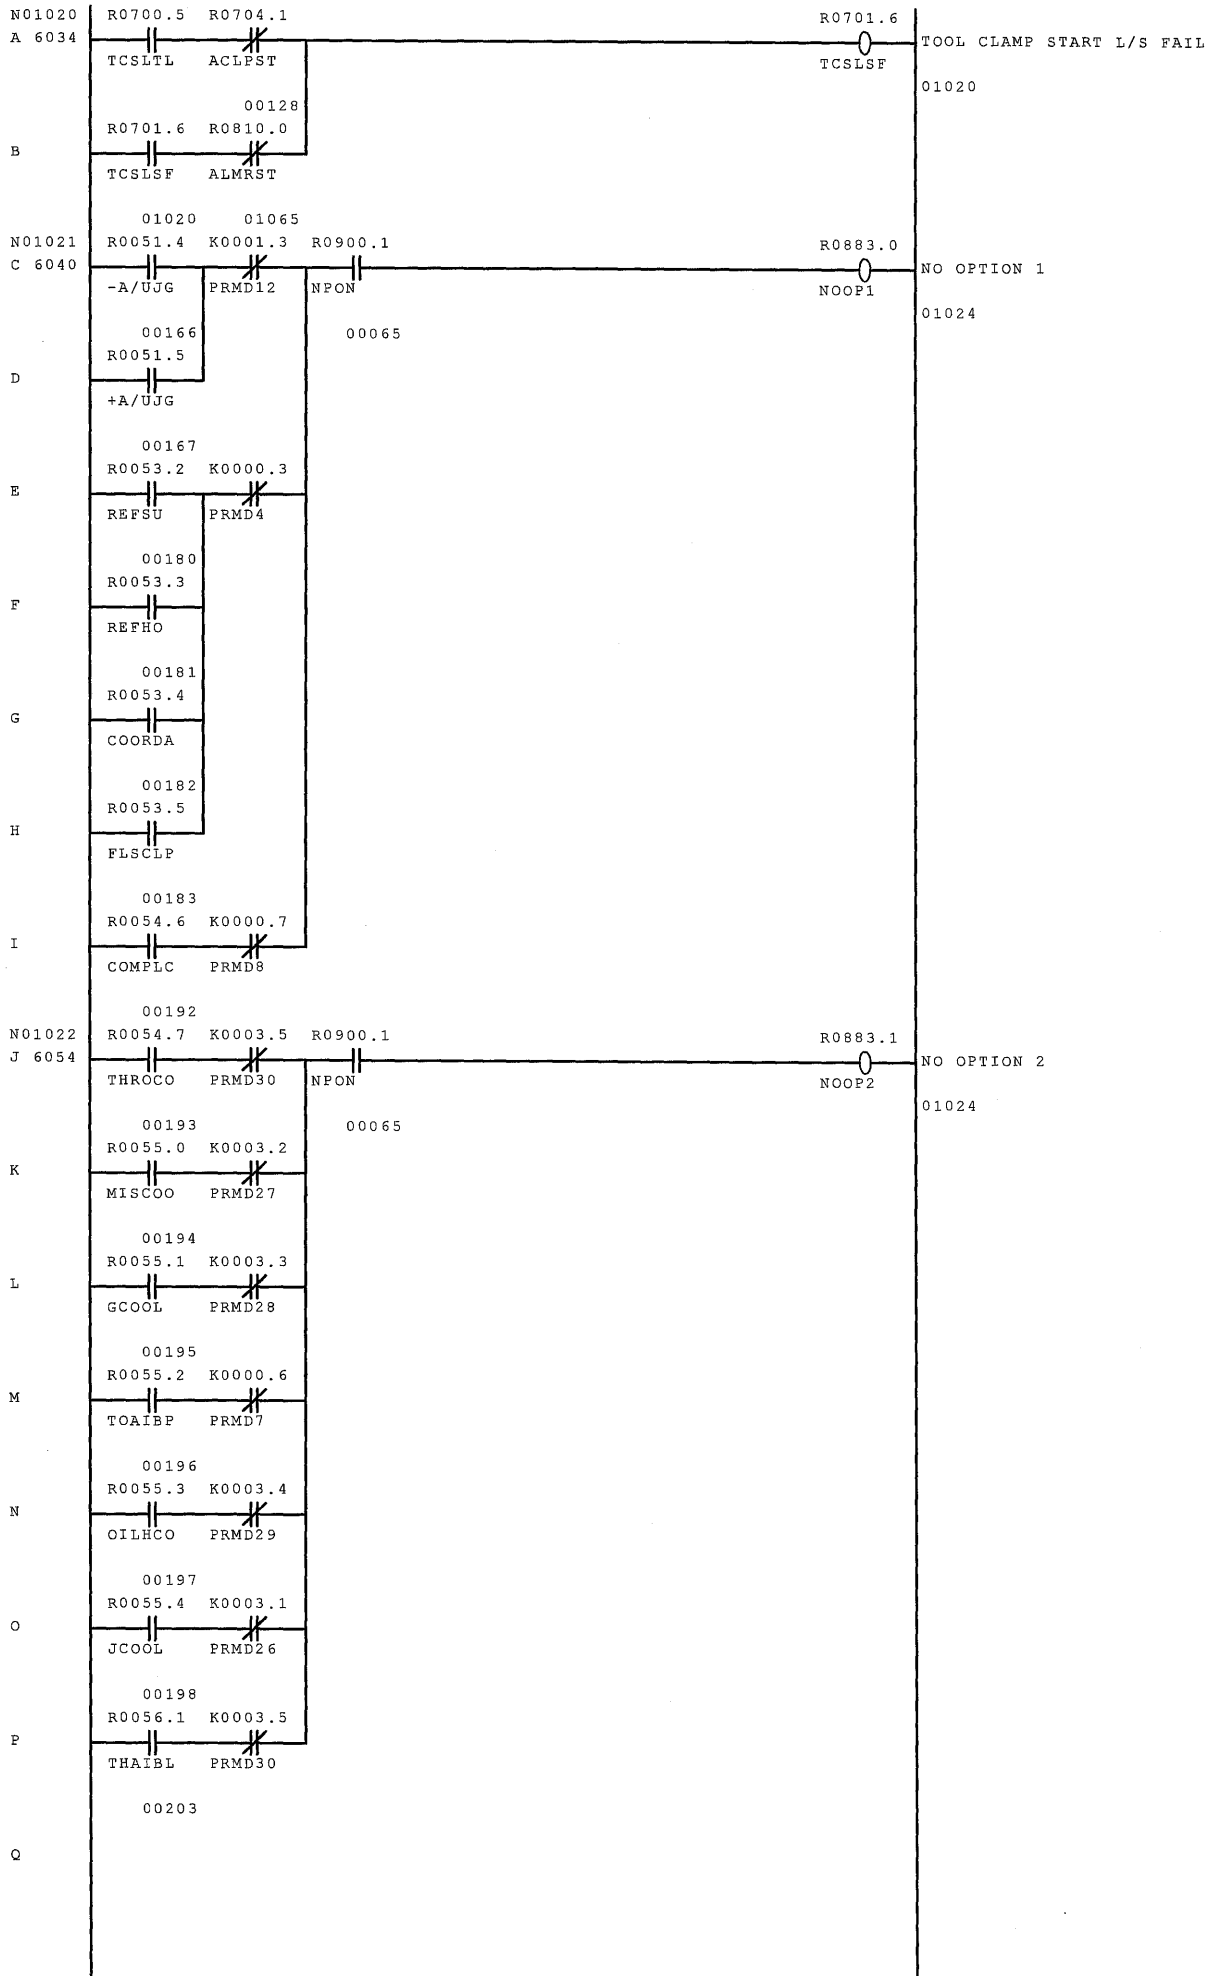 N01020 R0700.5 R0704.1 R0701.6
A 6034 TOOL CLAMP START L/S FAIL
TCSLTL ACLPST TCSLSF
01020
00128
R0701.6 R0810.0
B
TCSLSF ALMRST
01020 01065
N01021 R0051.4 K0001.3 R0900.1 R0883.0
C 6040 NO OPTION 1
-A/UJG PRMD12 NPON NOOP1
01024
00166 00065
R0051.5
D
+A/UJG
00167
R0053.2 K0000.3
E
REFSU PRMD4
00180
R0053.3
F
REFHO
00181
R0053.4
G
COORDA
00182
R0053.5
H
FLSCLP
00183
R0054.6 K0000.7
I
COMPLC PRMD8
00192
N01022 R0054.7 K0003.5 R0900.1 R0883.1
J 6054 NO OPTION 2
THROCO PRMD30 NPON NOOP2
01024
00193 00065
R0055.0 K0003.2
K
MISCOO PRMD27
00194
R0055.1 K0003.3
L
GCOOL PRMD28
00195
R0055.2 K0000.6
M
TOAIBP PRMD7
00196
R0055.3 K0003.4
N
OILHCO PRMD29
00197
R0055.4 K0003.1
O
JCOOL PRMD26
00198
R0056.1 K0003.5
P
THAIBL PRMD30
00203
Q